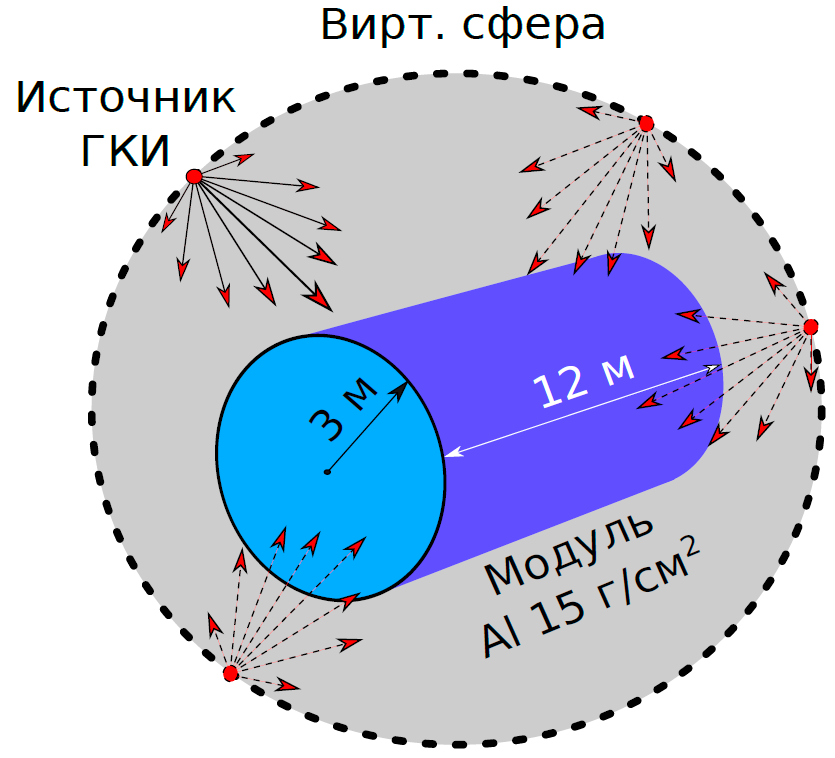 Вирт. сфера
Источник
ГКИ
3 м
12 м
Модуль
Al 15 г/см²